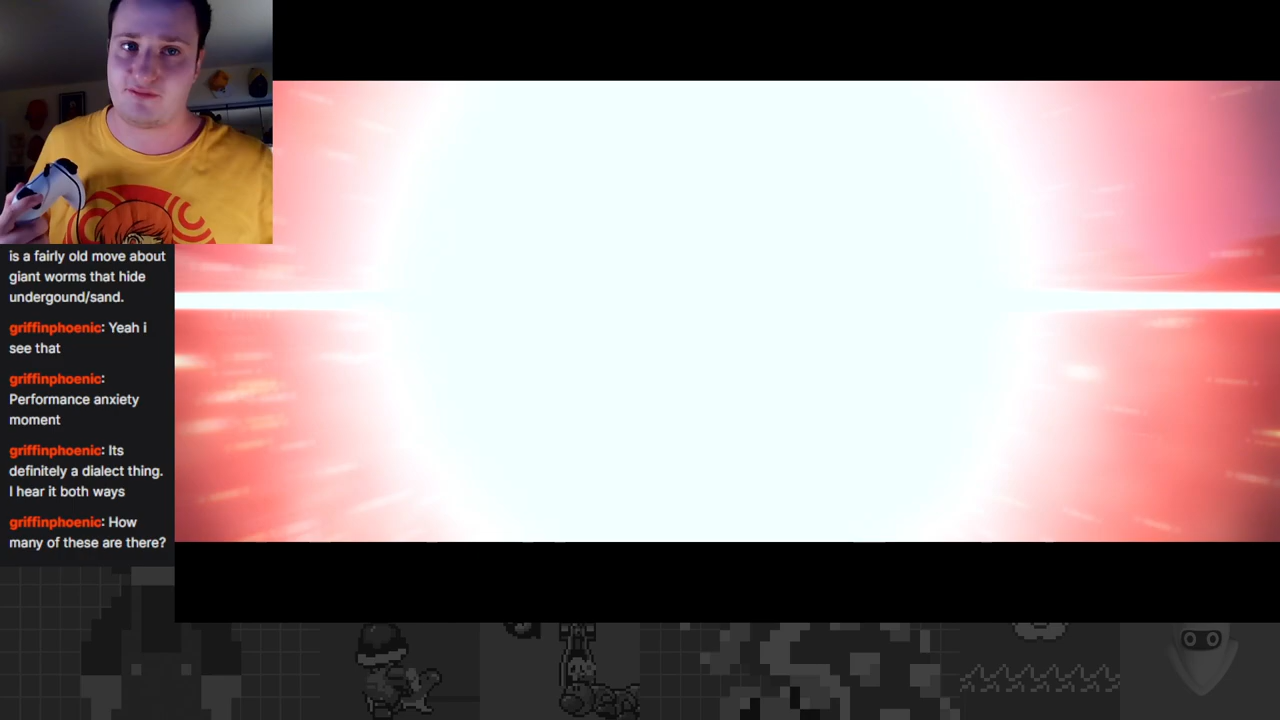 is a fairly old move about
giant worms that hide
undergound/sand.
griffinphoenic: Yeah i
see that
griffinphoenic:
Performance anxiety
moment
griffinphoenic: Its
definitely a dialect thing.
I hear it both ways
griffinphoenic: How
many of these are there?